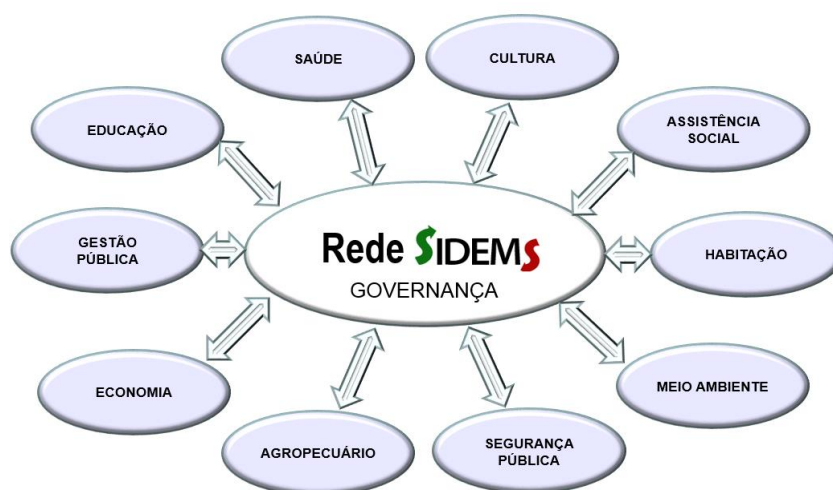 SAÚDE
CULTURA
EDUCAÇÃO
ASSISTÊNCIA
SOCIAL
GESTÃO
PÚBLICA
Rede SIDEMS
GOVERNANÇA
HABITAÇÃO
ECONOMIA
MEIO AMBIENTE
AGROPECUÁRIO
SEGURANÇA
PÚBLICA